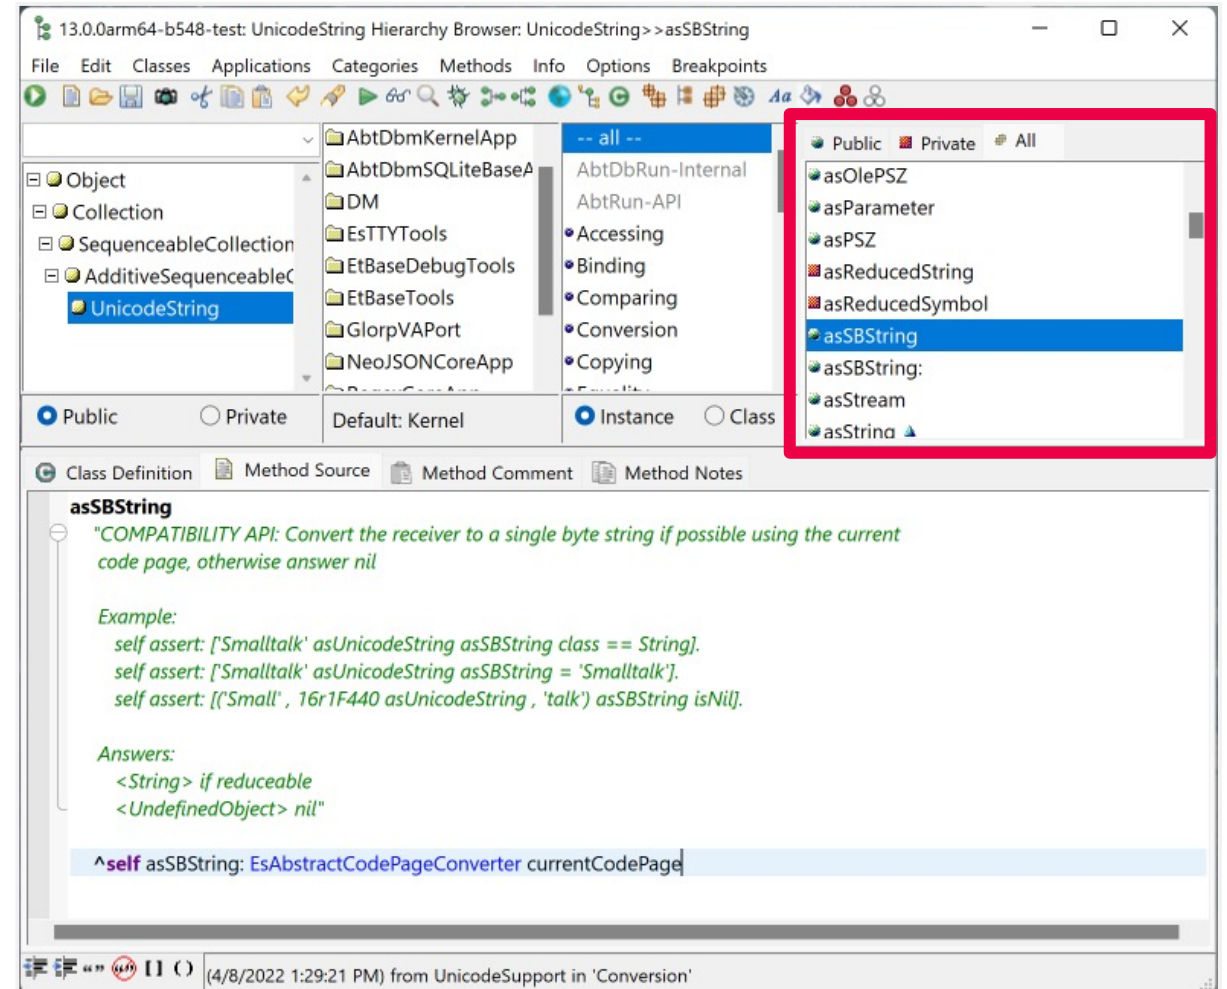 13.0.0arm64-b548-test: UnicodeString Hierarchy Browser: UnicodeString>>asSBString
File Edit Classes Applications Categories Methods Info Options Breakpoints
Object
Collection
SequenceableCollection
AdditiveSequenceableC
UnicodeString
Public Private
AbtDbmKernelApp
AbtDbmSQLiteBaseA
DM
EsTTYTools
EtBaseDebugTools
EtBaseTools
GlorpVAPort
NeoJSONCoreApp
Default: Kernel
-- all --
AbtDbRun-Internal
AbtRun-API
Accessing
Binding
Comparing
Conversion
Copying
Instance Class
Public Private All
asOlePSZ
asParameter
asPSZ
asReducedString
asReducedSymbol
asSBString
asSBString:
asStream
asString
Class Definition Method Source Method Comment Method Notes
asSBString
"COMPATIBILITY API: Convert the receiver to a single byte string if possible using the current
code page, otherwise answer nil
Example:
self assert: ['Smalltalk' asUnicodeString asSBString class == String].
self assert: ['Smalltalk' asUnicodeString asSBString = 'Smalltalk'].
self assert: [('Small' , 16r1F440 asUnicodeString , 'talk') asSBString isNil].
Answers:
<String> if reduceable
<UndefinedObject> nil"
^self asSBString: EsAbstractCodePageConverter currentCodePage
(4/8/2022 1:29:21 PM) from UnicodeSupport in 'Conversion'